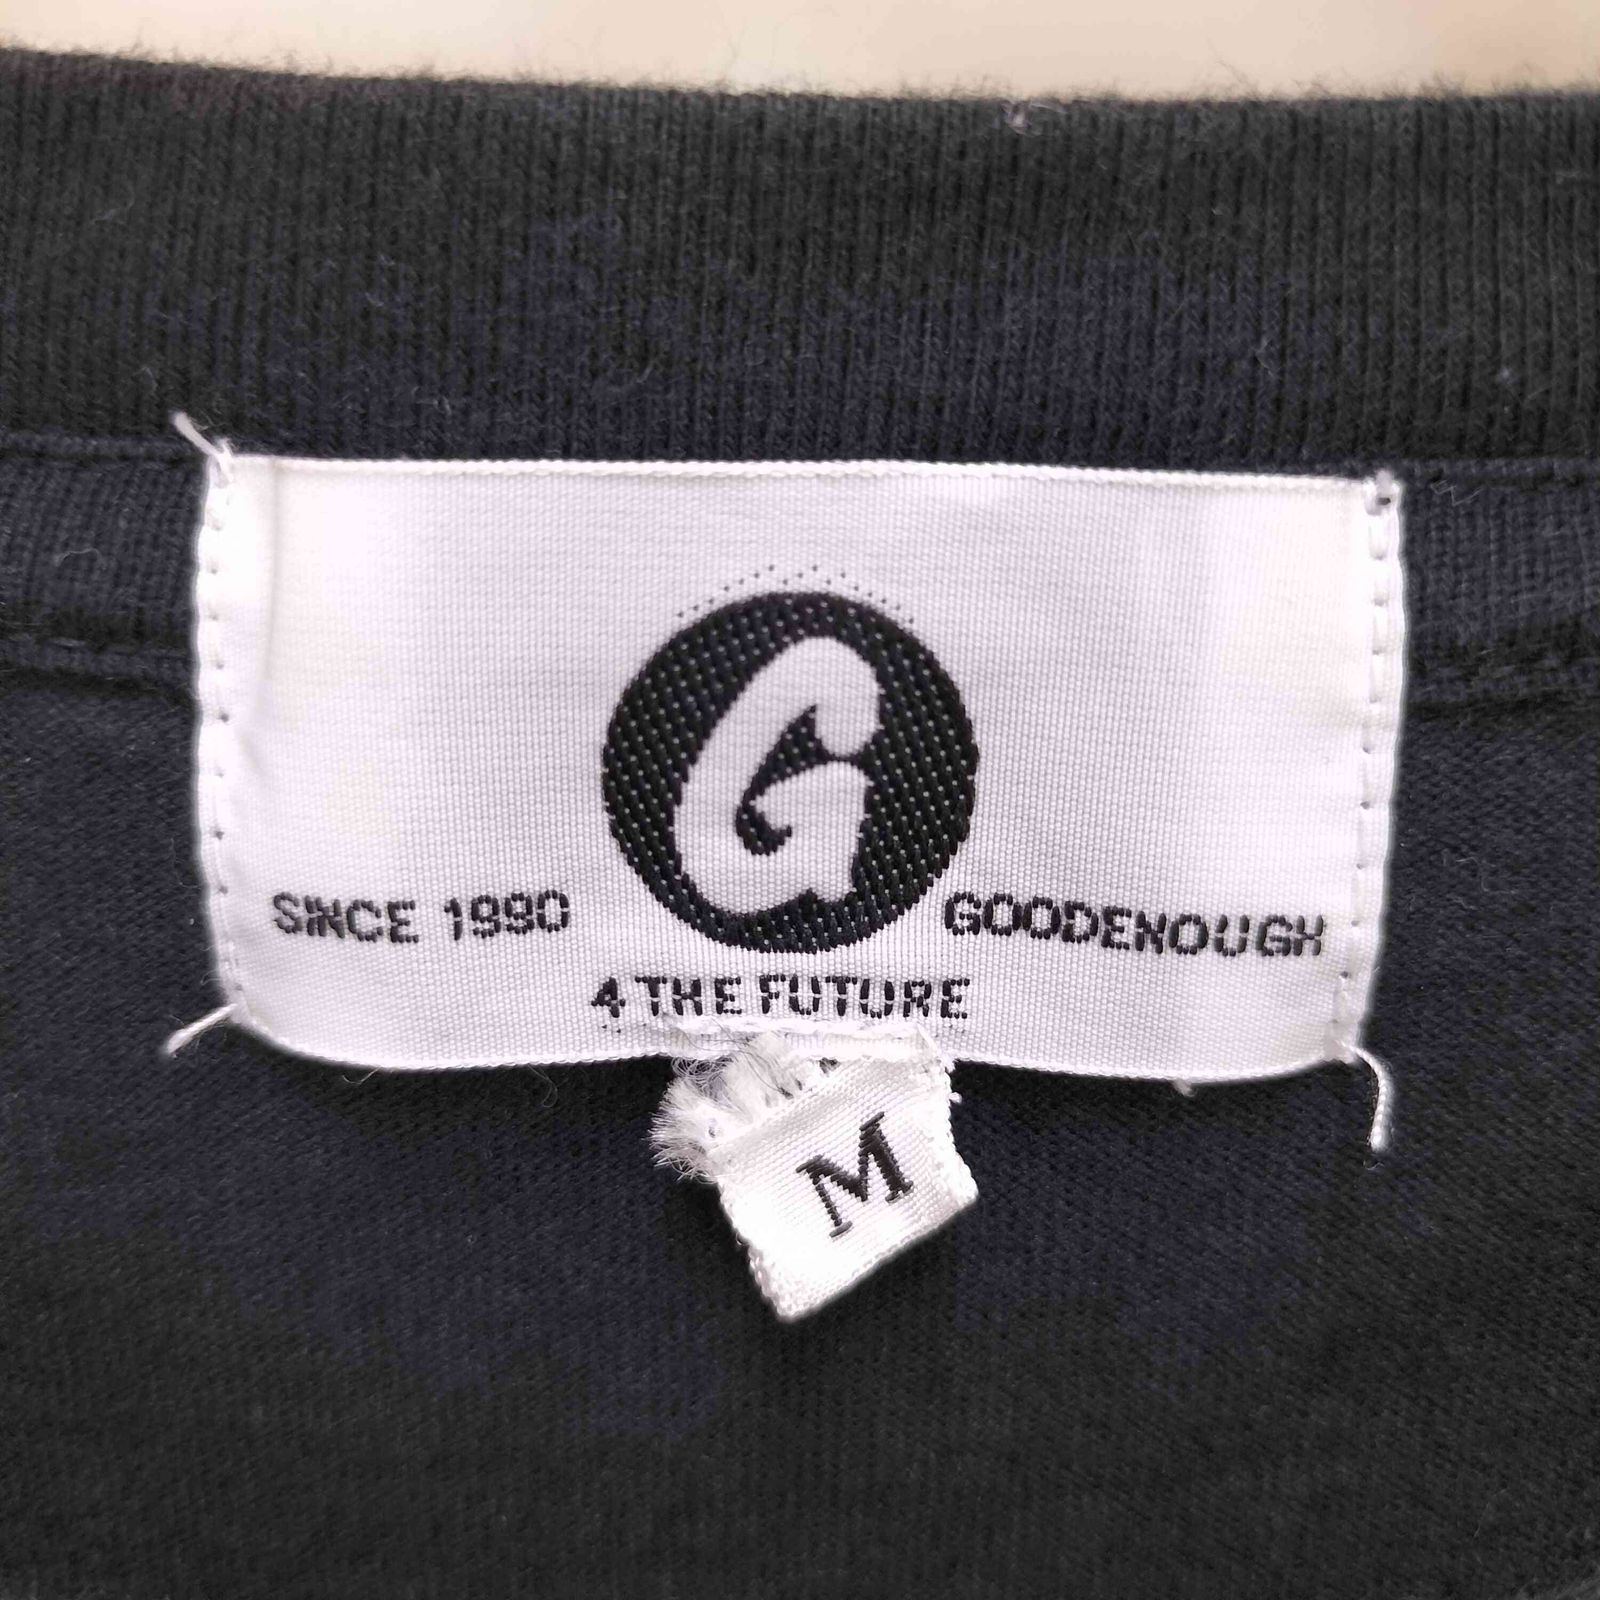 G
SINCE 1990 GOODENOUGH
4 THE FUTURE
M